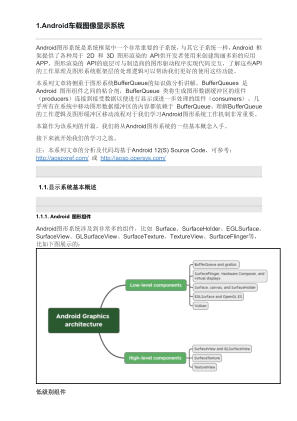 1.Android车载图像显示系统
Android图形系统是系统框架中一个非常重要的子系统，与其它子系统一样，Android 框
架提供了各种用于 2D 和 3D 图形渲染的 API供开发者使用来创建绚丽多彩的应用
APP。图形渲染的 API的底层可与制造商的图形驱动程序实现代码交互，了解这些API
的工作原理及图形系统框架层的处理逻辑可以帮助我们更好的使用这些功能。
本系列文章将侧重于图形系统BufferQueue的知识做分析讲解。BufferQueue 类是
Android 图形组件之间的粘合剂。BufferQueue 类将生成图形数据缓冲区的组件
（producers）连接到接受数据以便进行显示或进一步处理的组件（consumers）。几
乎所有在系统中移动图形数据缓冲区的内容都依赖于 BufferQueue。理解BufferQueue
的工作逻辑及图形缓冲区移动流程对于我们学习Android图形系统工作机制非常重要。
本篇作为该系列的开篇，我们将从Android图形系统的一些基本概念入手。
接下来就开始我们的学习之旅。
注：本系列文章的分析及代码均基于Android 12(S) Source Code，可参考：
http://aospxref.com/ 或 http://aosp.opersys.com/
1.1.显示系统基本概述
1.1.1. Android 图形组件
Android图形系统涉及到非常多的组件，比如 Surface、SurfaceHolder、EGLSurface、
SurfaceView、GLSurfaceView、SurfaceTexture、TextureView、SurfaceFlinger等，
比如下图展示的：
Android Graphics architecture
Low-level components
BufferQueue and gralloc
SurfaceFlinger, Hardware Composer, and virtual displays
Surface, canvas, and SurfaceHolder
EGLSurface and OpenGL ES
Vulkan
High-level components
SurfaceView and GLSurfaceView
SurfaceTexture
TextureView
低级别组件